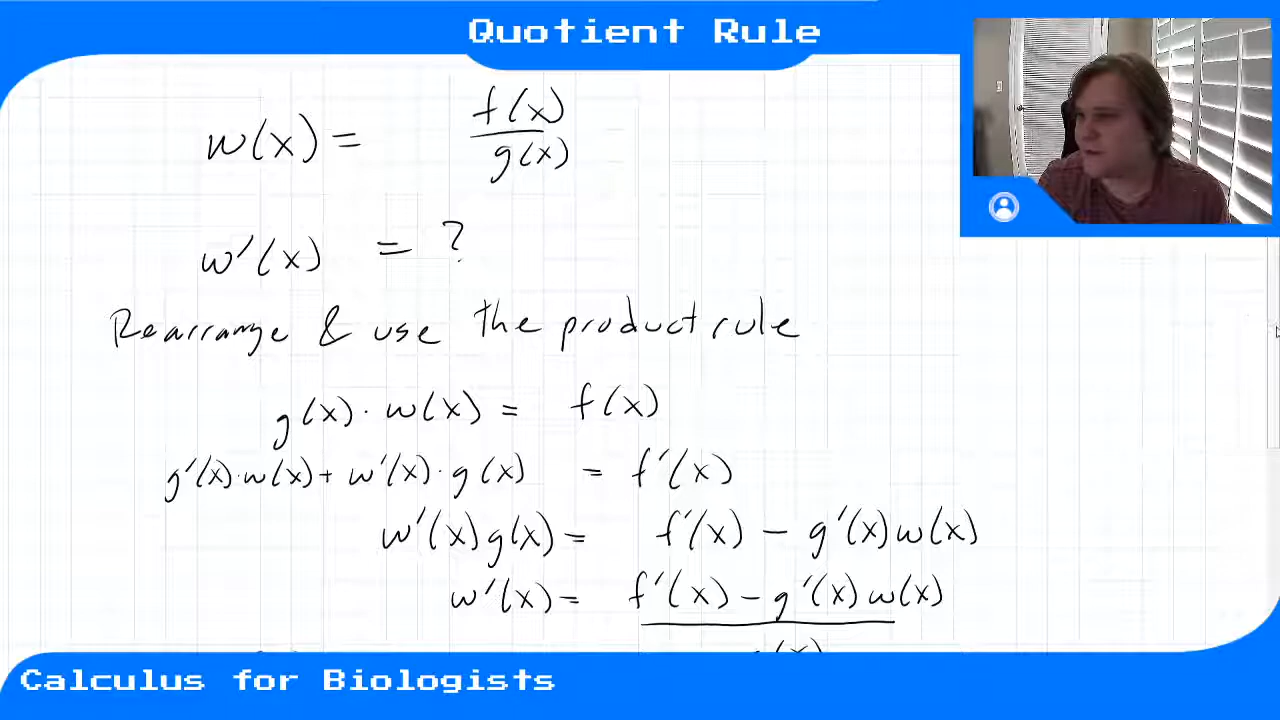 Quotient Rule
w(x) = f(x)/g(x)
w'(x) = ?
Rearrange & use the product rule
g(x) · w(x) = f(x)
g'(x)·w(x) + w'(x)·g(x) = f'(x)
w'(x)g(x) = f'(x) − g'(x)w(x)
w'(x) = f'(x) − g'(x)w(x)
Calculus for Biologists